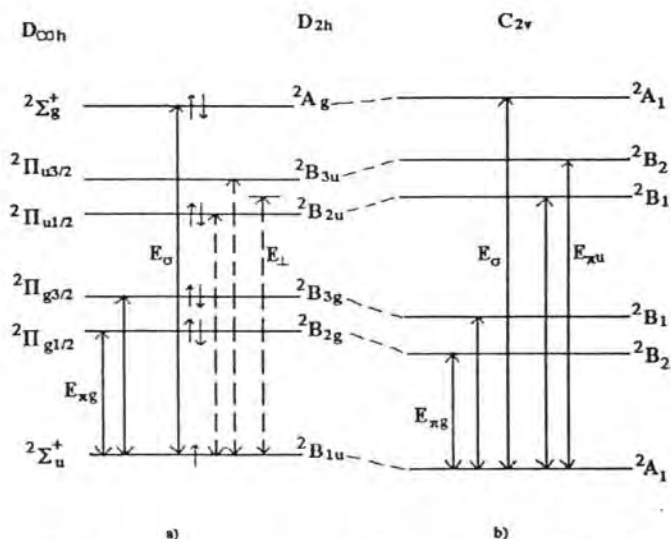 D∞h D2h C2v
²Σg⁺ ↑↓ ²Ag ²A1
²Πu3/2 ²B3u ²B2
²Πu1/2 ↑↓ ²B2u ²B1
Eσ E⊥ Eσ Eπu
²Πg3/2 ↑↓ ²B3g ²B1
²Πg1/2 ↑↓ ²B2g ²B2
Eπg Eπg
²Σu⁺ ↑ ²B1u ²A1
a) b)